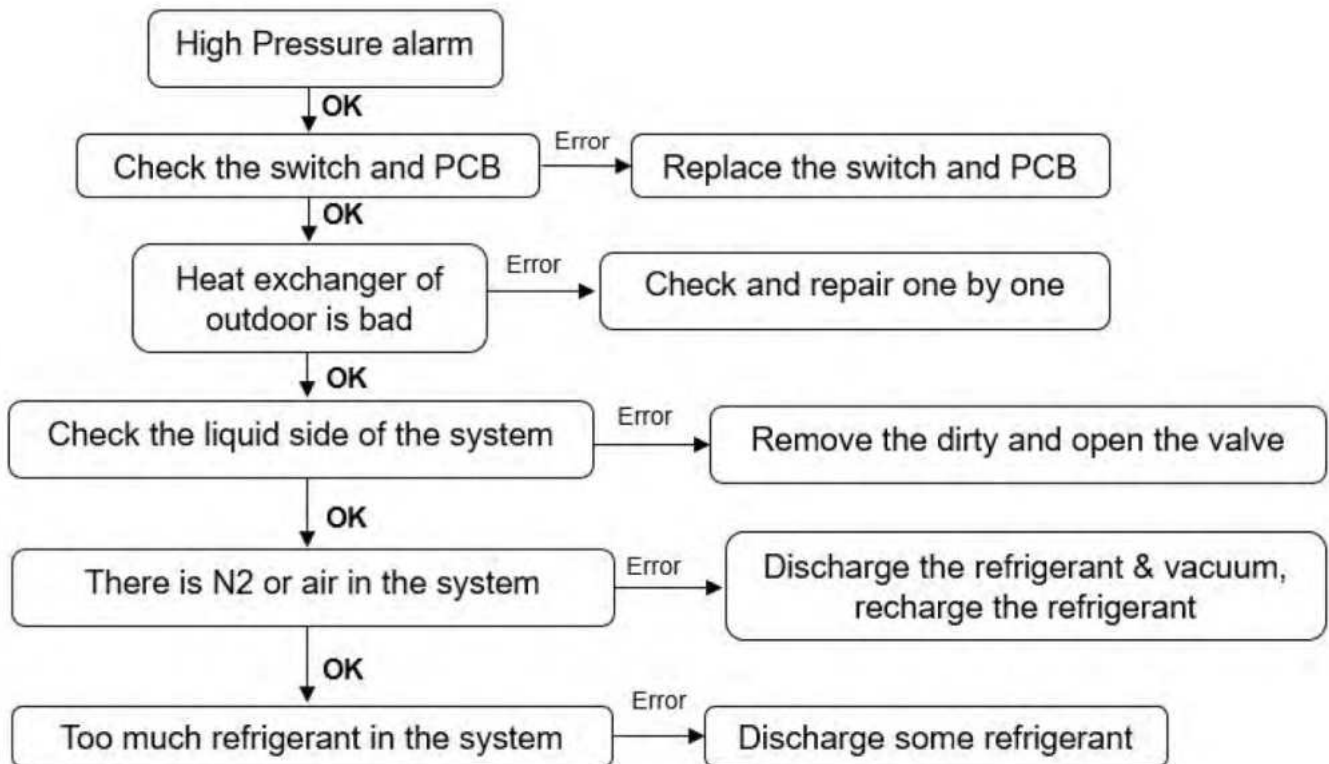 High Pressure alarm
OK
Check the switch and PCB
Error
Replace the switch and PCB
OK
Heat exchanger of
outdoor is bad
Error
Check and repair one by one
OK
Check the liquid side of the system
Error
Remove the dirty and open the valve
OK
There is N2 or air in the system
Error
Discharge the refrigerant & vacuum,
recharge the refrigerant
OK
Too much refrigerant in the system
Error
Discharge some refrigerant